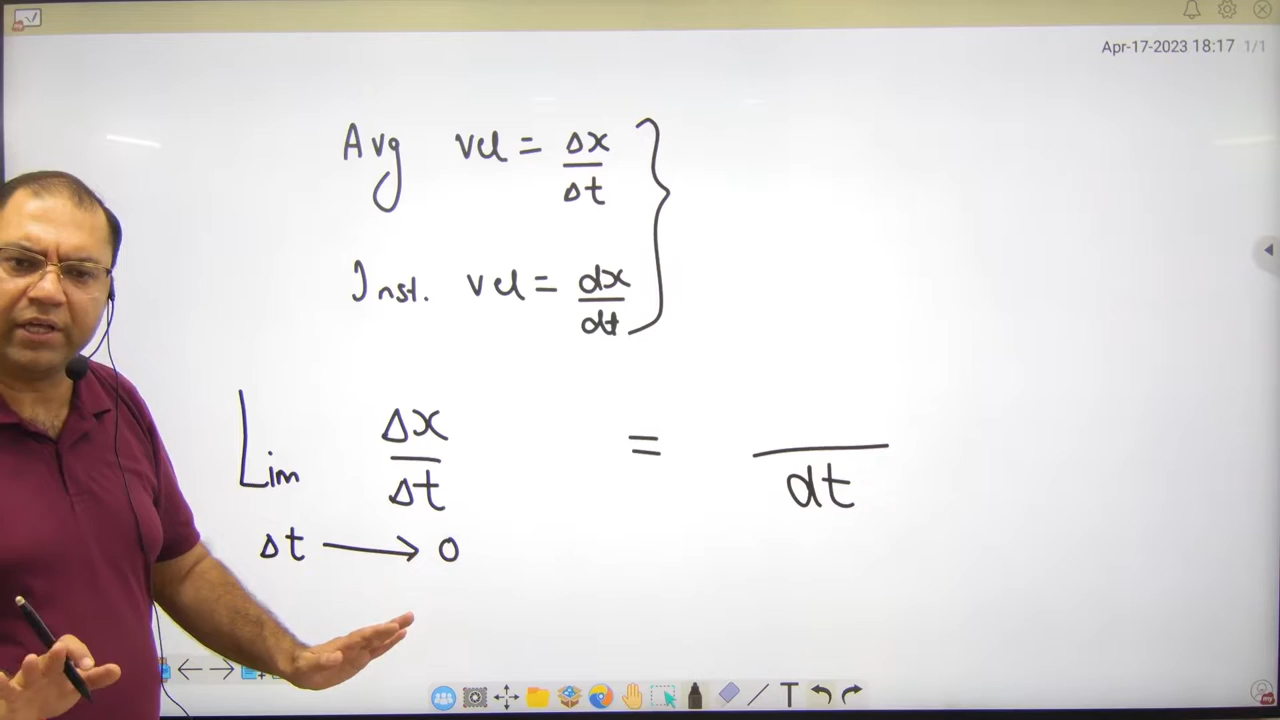 Apr-17-2023 18:17 1/1
Avg vel = Δx/Δt
Inst. vel = dx/dt
Lim Δx/Δt = /dt
Δt → 0
T